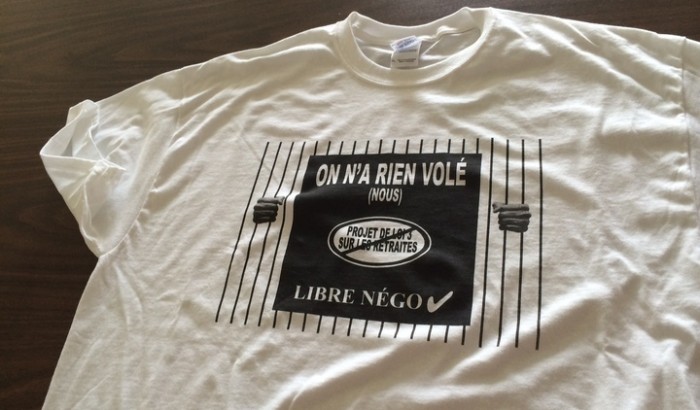 ON N'A RIEN VOLÉ
(NOUS)
PROJET DE LOI 3
SUR LES RETRAITES
LIBRE NÉGO